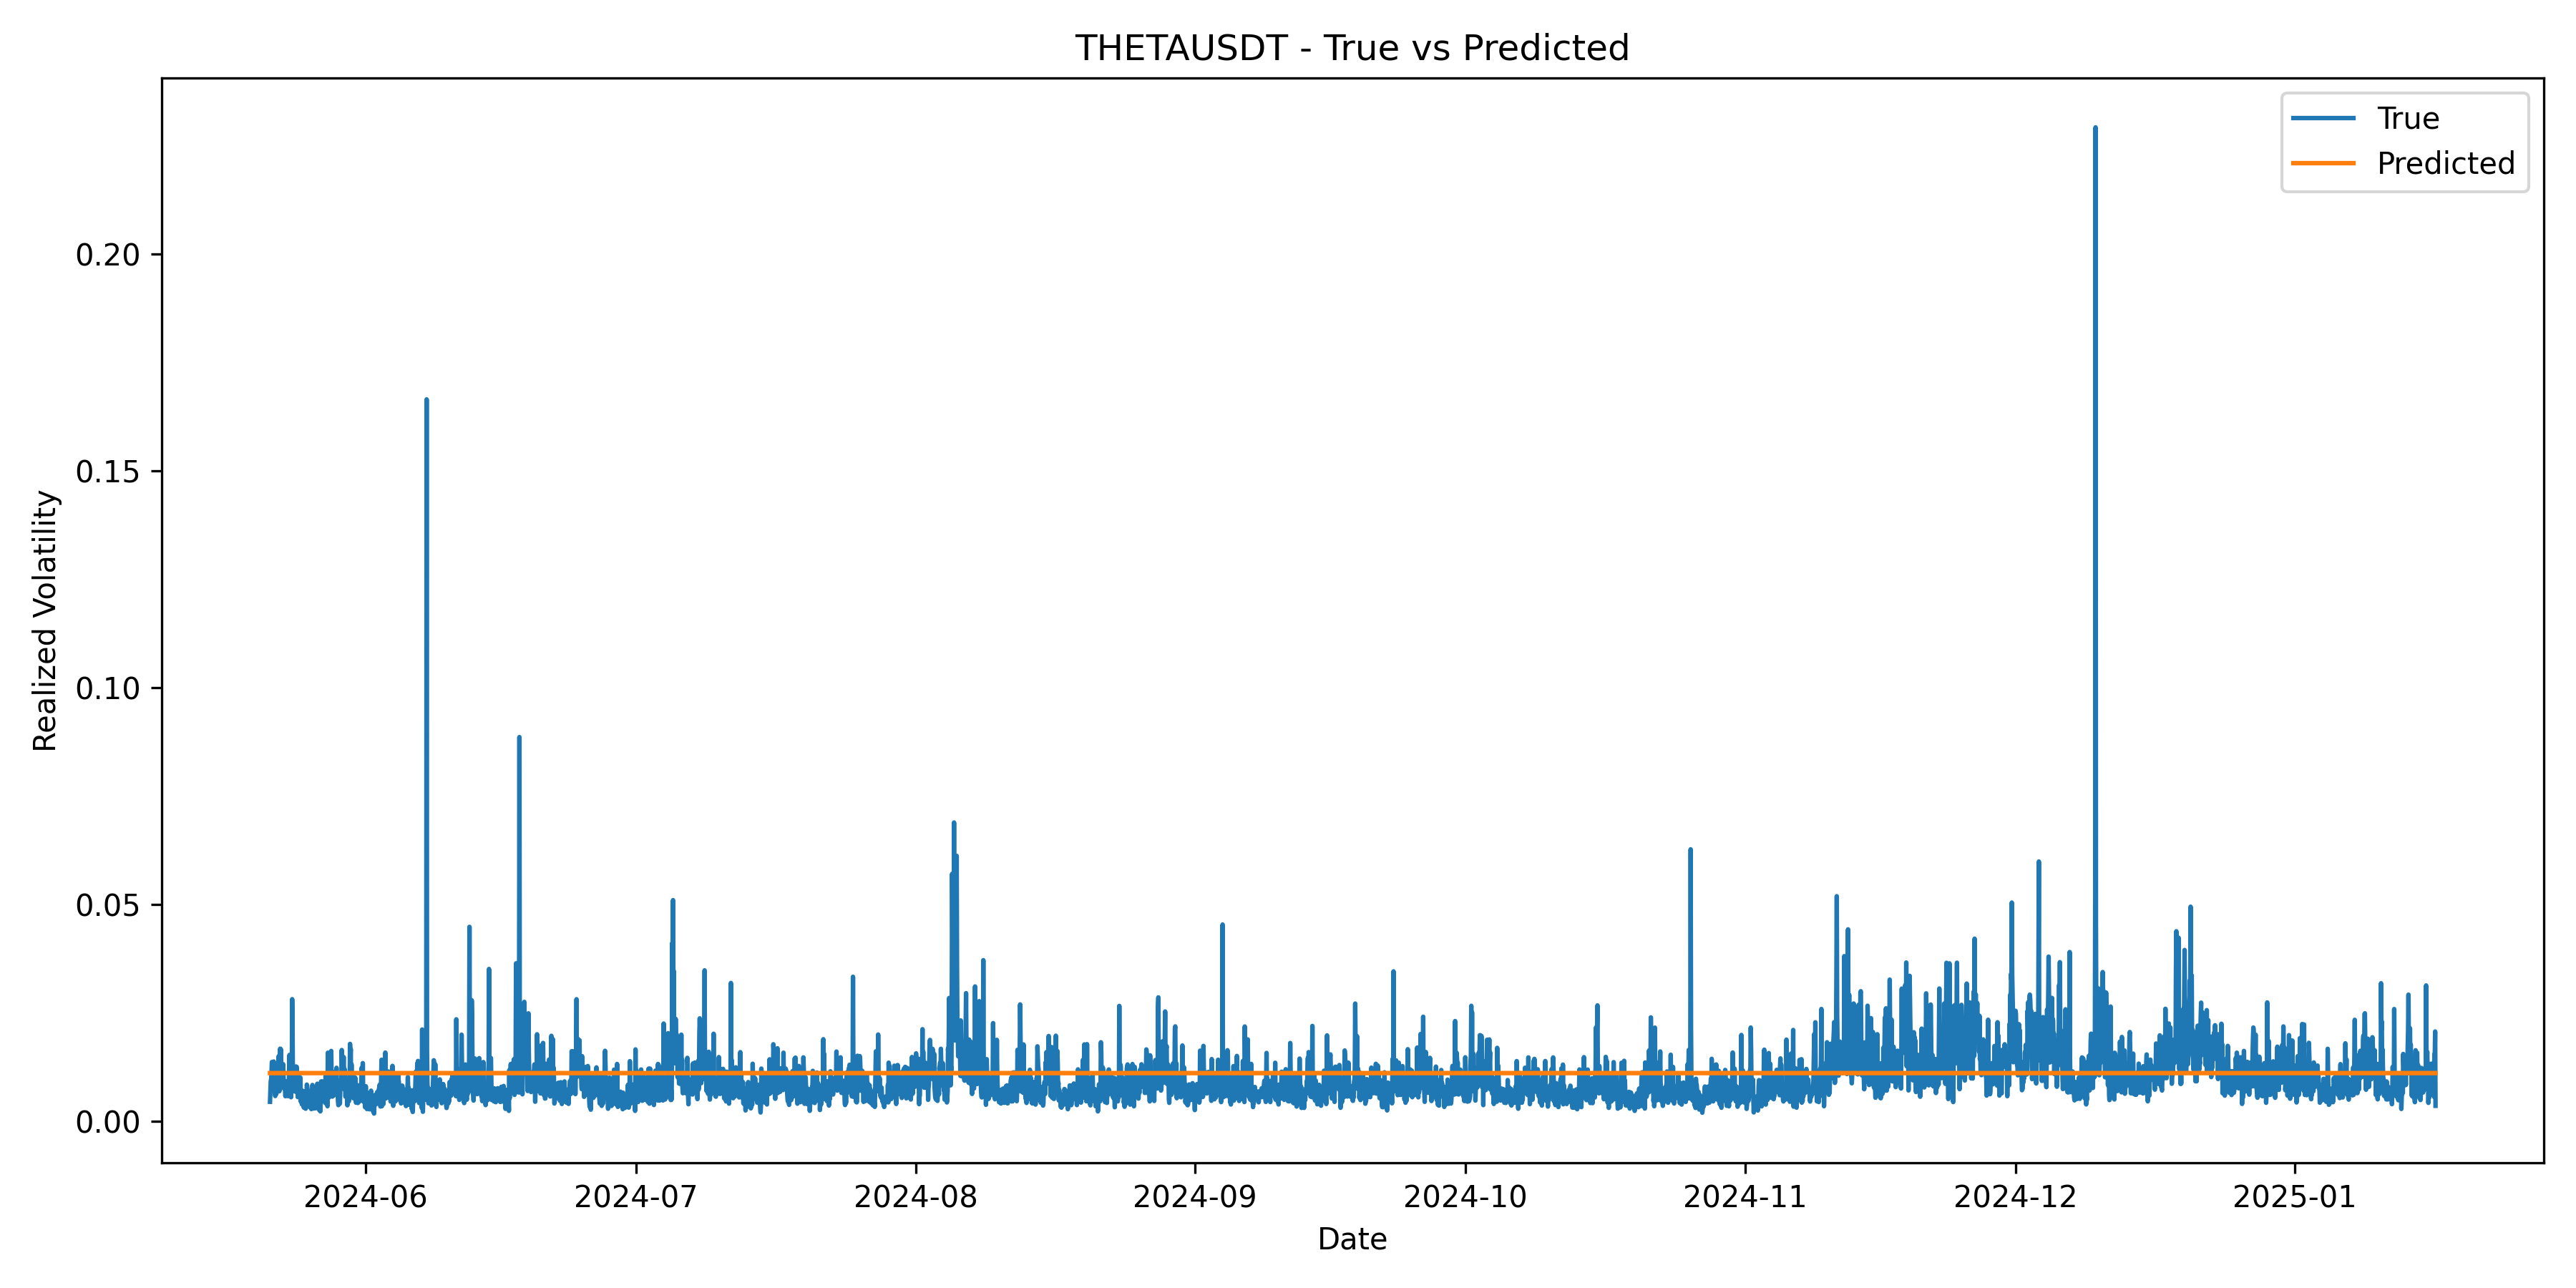 THETAUSDT - True vs Predicted
True
Predicted
Realized Volatility
0.20
0.15
0.10
0.05
0.00
2024-06 2024-07 2024-08 2024-09 2024-10 2024-11 2024-12 2025-01
Date